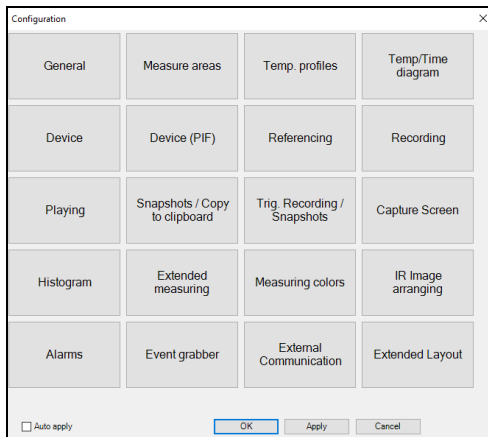 Configuration
General
Measure areas
Temp. profiles
Temp/Time
diagram
Device
Device (PIF)
Referencing
Recording
Playing
Snapshots / Copy
to clipboard
Trig. Recording /
Snapshots
Capture Screen
Histogram
Extended
measuring
Measuring colors
IR Image
arranging
Alarms
Event grabber
External
Communication
Extended Layout
Auto apply
OK
Apply
Cancel